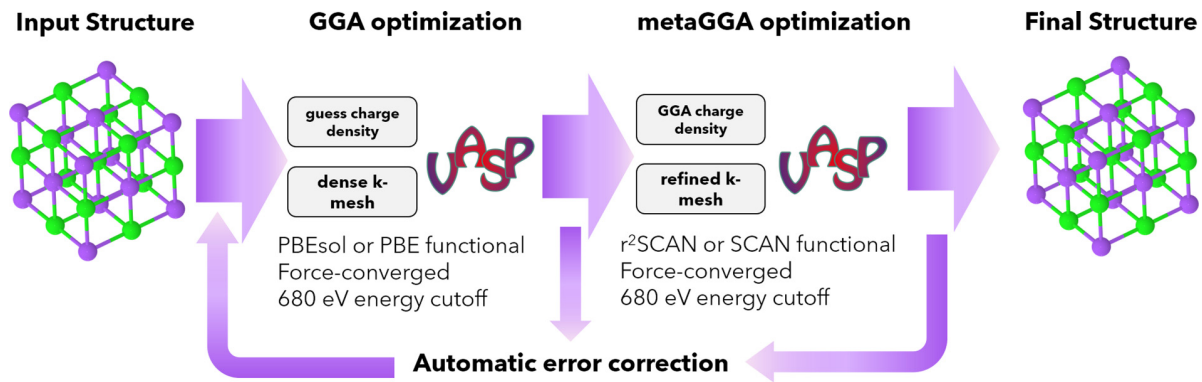 Input Structure
GGA optimization
metaGGA optimization
Final Structure
guess charge
density
dense k-
mesh
VASP
PBEsol or PBE functional
Force-converged
680 eV energy cutoff
GGA charge
density
refined k-
mesh
VASP
r²SCAN or SCAN functional
Force-converged
680 eV energy cutoff
Automatic error correction